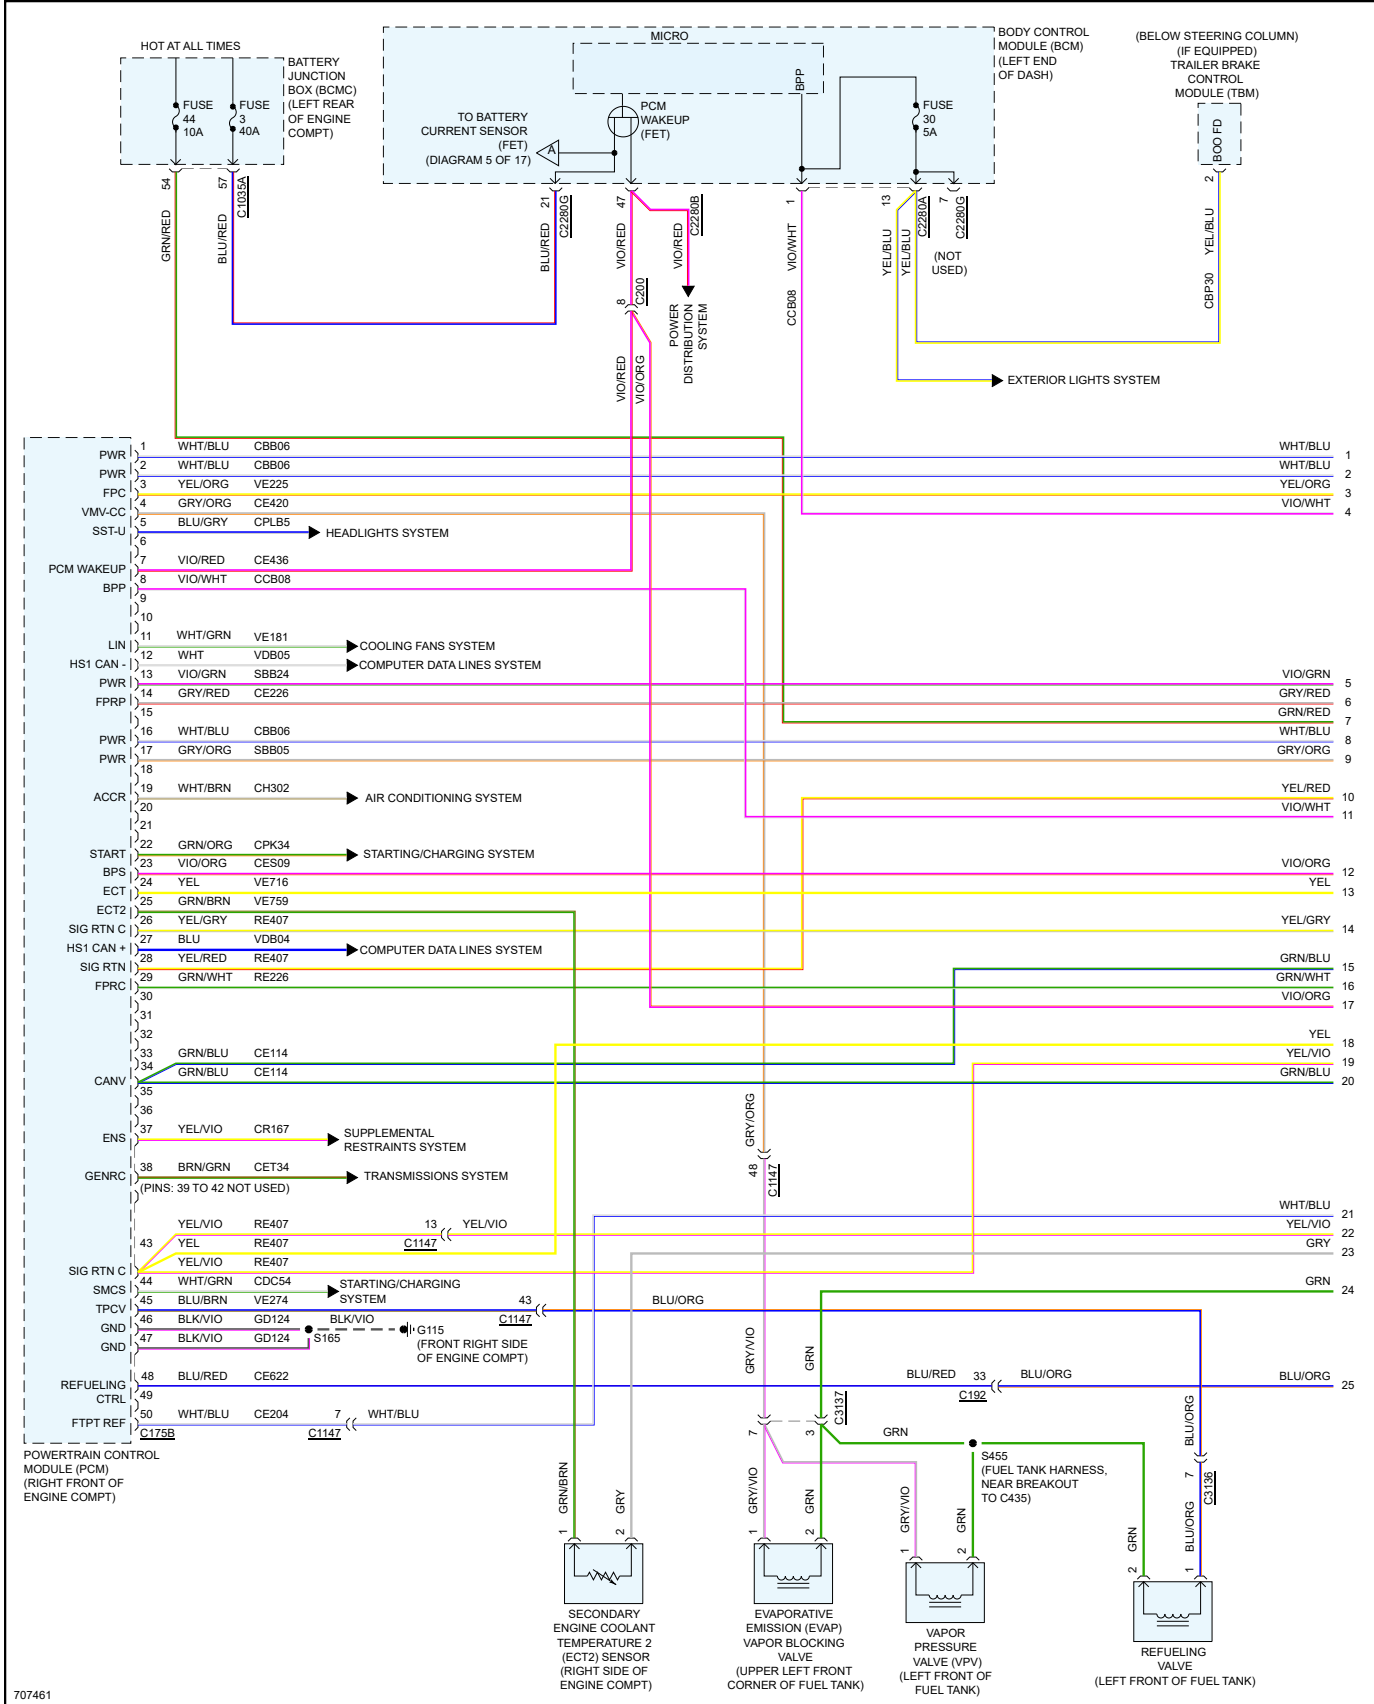 HOT AT ALL TIMES
BATTERY
JUNCTION
BOX (BCMC)
(LEFT REAR
OF ENGINE
COMPT)
FUSE
44
10A
FUSE
3
40A
54
57
C1035A
GRN/RED
BLU/RED
MICRO
BPP
PCM
WAKEUP
(FET)
TO BATTERY
CURRENT SENSOR
(FET)
(DIAGRAM 5 OF 17)
A
FUSE
30
5A
BODY CONTROL
MODULE (BCM)
(LEFT END
OF DASH)
(BELOW STEERING COLUMN)
(IF EQUIPPED)
TRAILER BRAKE
CONTROL
MODULE (TBM)
BOO FD
21
C2280G
BLU/RED
47
C2280B
VIO/RED
VIO/RED
8
C200
POWER
DISTRIBUTION
SYSTEM
VIO/RED
VIO/ORG
1
VIO/WHT
CCB08
13
C2280A
YEL/BLU
YEL/BLU
7
C2280G
(NOT
USED)
2
YEL/BLU
CBP30
EXTERIOR LIGHTS SYSTEM
PWR 1 WHT/BLU CBB06 WHT/BLU 1
PWR 2 WHT/BLU CBB06 WHT/BLU 2
FPC 3 YEL/ORG VE225 YEL/ORG 3
VMV-CC 4 GRY/ORG CE420 VIO/WHT 4
SST-U 5 BLU/GRY CPLB5 HEADLIGHTS SYSTEM
6
PCM WAKEUP 7 VIO/RED CE436
BPP 8 VIO/WHT CCB08
9
10
LIN 11 WHT/GRN VE181 COOLING FANS SYSTEM
HS1 CAN - 12 WHT VDB05 COMPUTER DATA LINES SYSTEM
PWR 13 VIO/GRN SBB24 VIO/GRN 5
FPRP 14 GRY/RED CE226 GRY/RED 6
15 GRN/RED 7
PWR 16 WHT/BLU CBB06 WHT/BLU 8
PWR 17 GRY/ORG SBB05 GRY/ORG 9
18
ACCR 19 WHT/BRN CH302 AIR CONDITIONING SYSTEM YEL/RED 10
20 VIO/WHT 11
21
START 22 GRN/ORG CPK34 STARTING/CHARGING SYSTEM
BPS 23 VIO/ORG CES09 VIO/ORG 12
ECT 24 YEL VE716 YEL 13
ECT2 25 GRN/BRN VE759
SIG RTN C 26 YEL/GRY RE407 YEL/GRY 14
HS1 CAN + 27 BLU VDB04 COMPUTER DATA LINES SYSTEM
SIG RTN 28 YEL/RED RE407 GRN/BLU 15
FPRC 29 GRN/WHT RE226 GRN/WHT 16
30 VIO/ORG 17
31
32 YEL 18
33 GRN/BLU CE114 YEL/VIO 19
34
CANV GRN/BLU CE114 GRN/BLU 20
35
36
ENS 37 YEL/VIO CR167 SUPPLEMENTAL
RESTRAINTS SYSTEM
GENRC 38 BRN/GRN CET34 TRANSMISSIONS SYSTEM
(PINS: 39 TO 42 NOT USED)
GRY/ORG
48
C1147
WHT/BLU 21
YEL/VIO RE407 13 YEL/VIO YEL/VIO 22
C1147
43 YEL RE407 GRY 23
SIG RTN C YEL/VIO RE407
SMCS 44 WHT/GRN CDC54 STARTING/CHARGING
SYSTEM
GRN 24
TPCV 45 BLU/BRN VE274 43 BLU/ORG
C1147
GND 46 BLK/VIO GD124 BLK/VIO
S165
G115
(FRONT RIGHT SIDE
OF ENGINE COMPT)
GND 47 BLK/VIO GD124
REFUELING
CTRL
48 BLU/RED CE622 BLU/RED 33 BLU/ORG BLU/ORG 25
C192
49
FTPT REF 50 WHT/BLU CE204 7 WHT/BLU
C175B
C1147
POWERTRAIN CONTROL
MODULE (PCM)
(RIGHT FRONT OF
ENGINE COMPT)
GRY/VIO
GRN
C3137
7
3
GRN
S455
(FUEL TANK HARNESS,
NEAR BREAKOUT
TO C435)
BLU/ORG
7
C3136
GRN/BRN
1
GRY
2
GRY/VIO
1
GRN
2
GRY/VIO
1
GRN
2
GRN
2
BLU/ORG
1
SECONDARY
ENGINE COOLANT
TEMPERATURE 2
(ECT2) SENSOR
(RIGHT SIDE OF
ENGINE COMPT)
EVAPORATIVE
EMISSION (EVAP)
VAPOR BLOCKING
VALVE
(UPPER LEFT FRONT
CORNER OF FUEL TANK)
VAPOR
PRESSURE
VALVE (VPV)
(LEFT FRONT OF
FUEL TANK)
REFUELING
VALVE
(LEFT FRONT OF FUEL TANK)
707461